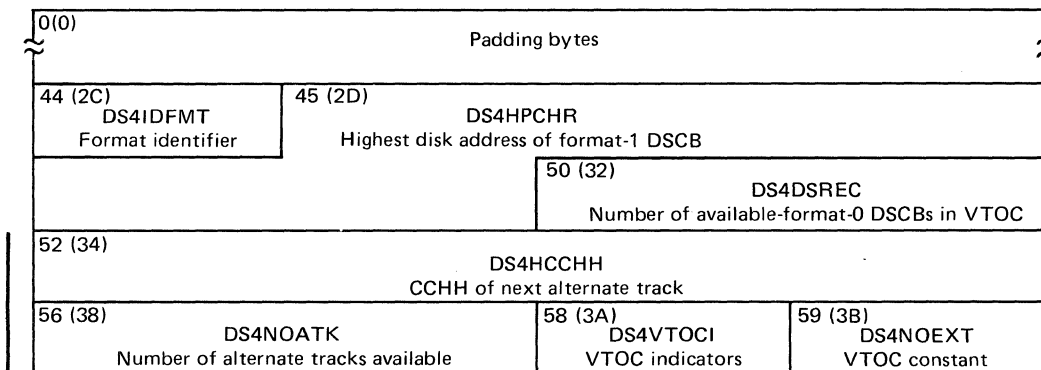 0(0)
Padding bytes
44 (2C)
DS4IDFMT
Format identifier
45 (2D)
DS4HPCHR
Highest disk address of format-1 DSCB
50 (32)
DS4DSREC
Number of available-format-0 DSCBs in VTOC
52 (34)
DS4HCCHH
CCHH of next alternate track
56 (38)
DS4NOATK
Number of alternate tracks available
58 (3A)
DS4VTOCI
VTOC indicators
59 (3B)
DS4NOEXT
VTOC constant